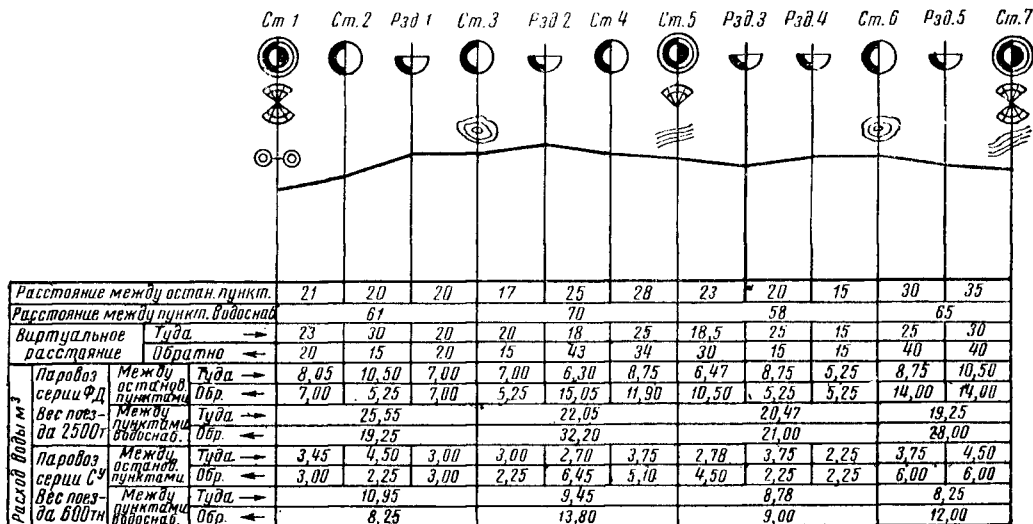 Ст 1 Ст.2 Рзд 1 Ст.3 Рзд 2 Ст 4 Ст.5 Рзд.3 Рзд.4 Ст.6 Рзд.5 Ст.7
Расстояние между остан. пункт. 21 20 20 17 25 28 23 20 15 30 35
Расстояние между пункт. водоснаб 61 70 58 65
Виртуальное расстояние
Туда 23 30 20 20 18 25 18,5 25 15 25 30
Обратно 20 15 20 15 43 34 30 15 15 40 40
Расход воды м³
Паровоз серии ФД
Вес поезда 2500т
Между останов. пунктами
Туда 8,05 10,50 7,00 7,00 6,30 8,75 6,47 8,75 5,25 8,75 10,50
Обр. 7,00 5,25 7,00 5,25 15,05 11,90 10,50 5,25 5,25 14,00 14,00
Между пунктами водоснаб.
Туда 25,55 22,05 20,47 19,25
Обр. 19,25 32,20 21,00 28,00
Паровоз серии Су
Вес поезда 600тн
Между останов. пунктами
Туда 3,45 4,50 3,00 3,00 2,70 3,75 2,78 3,75 2,25 3,75 4,50
Обр. 3,00 2,25 3,00 2,25 6,45 5,10 4,50 2,25 2,25 6,00 6,00
Между пунктами водоснаб.
Туда 10,95 9,45 8,78 8,25
Обр. 8,25 13,80 9,00 12,00